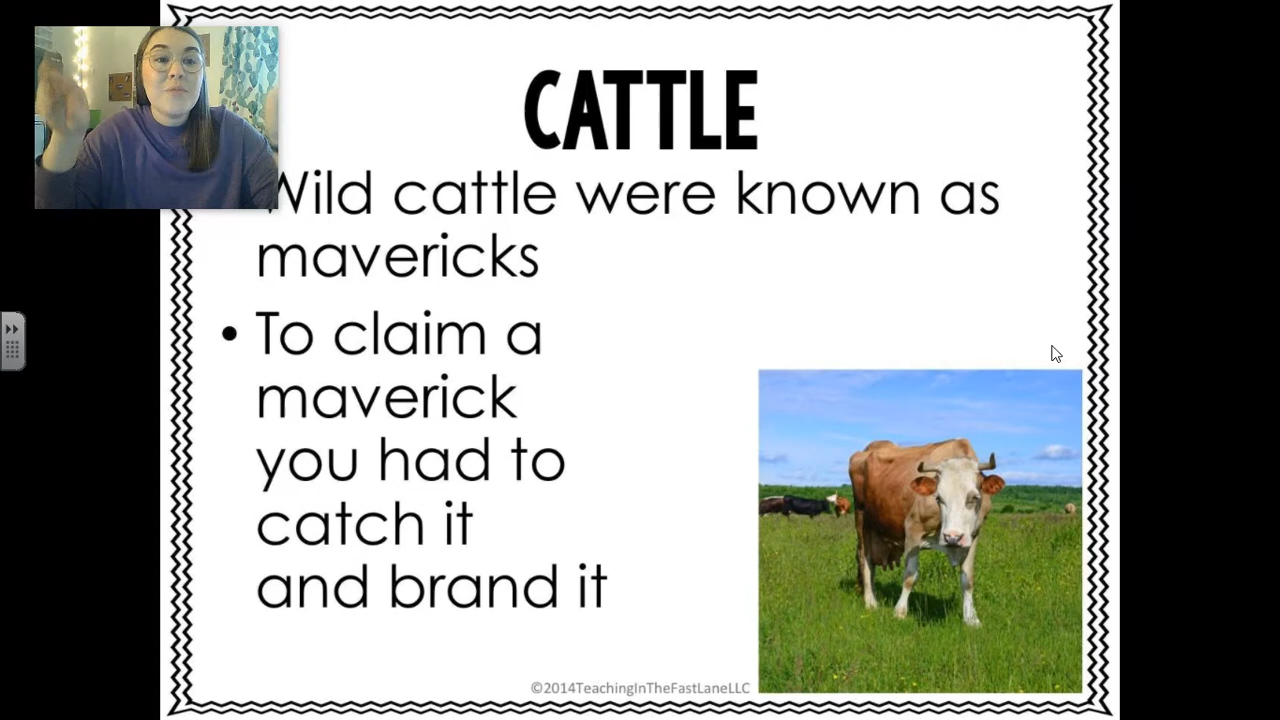 CATTLE
Wild cattle were known as
mavericks
• To claim a
maverick
you had to
catch it
and brand it
©2014TeachingInTheFastLaneLLC